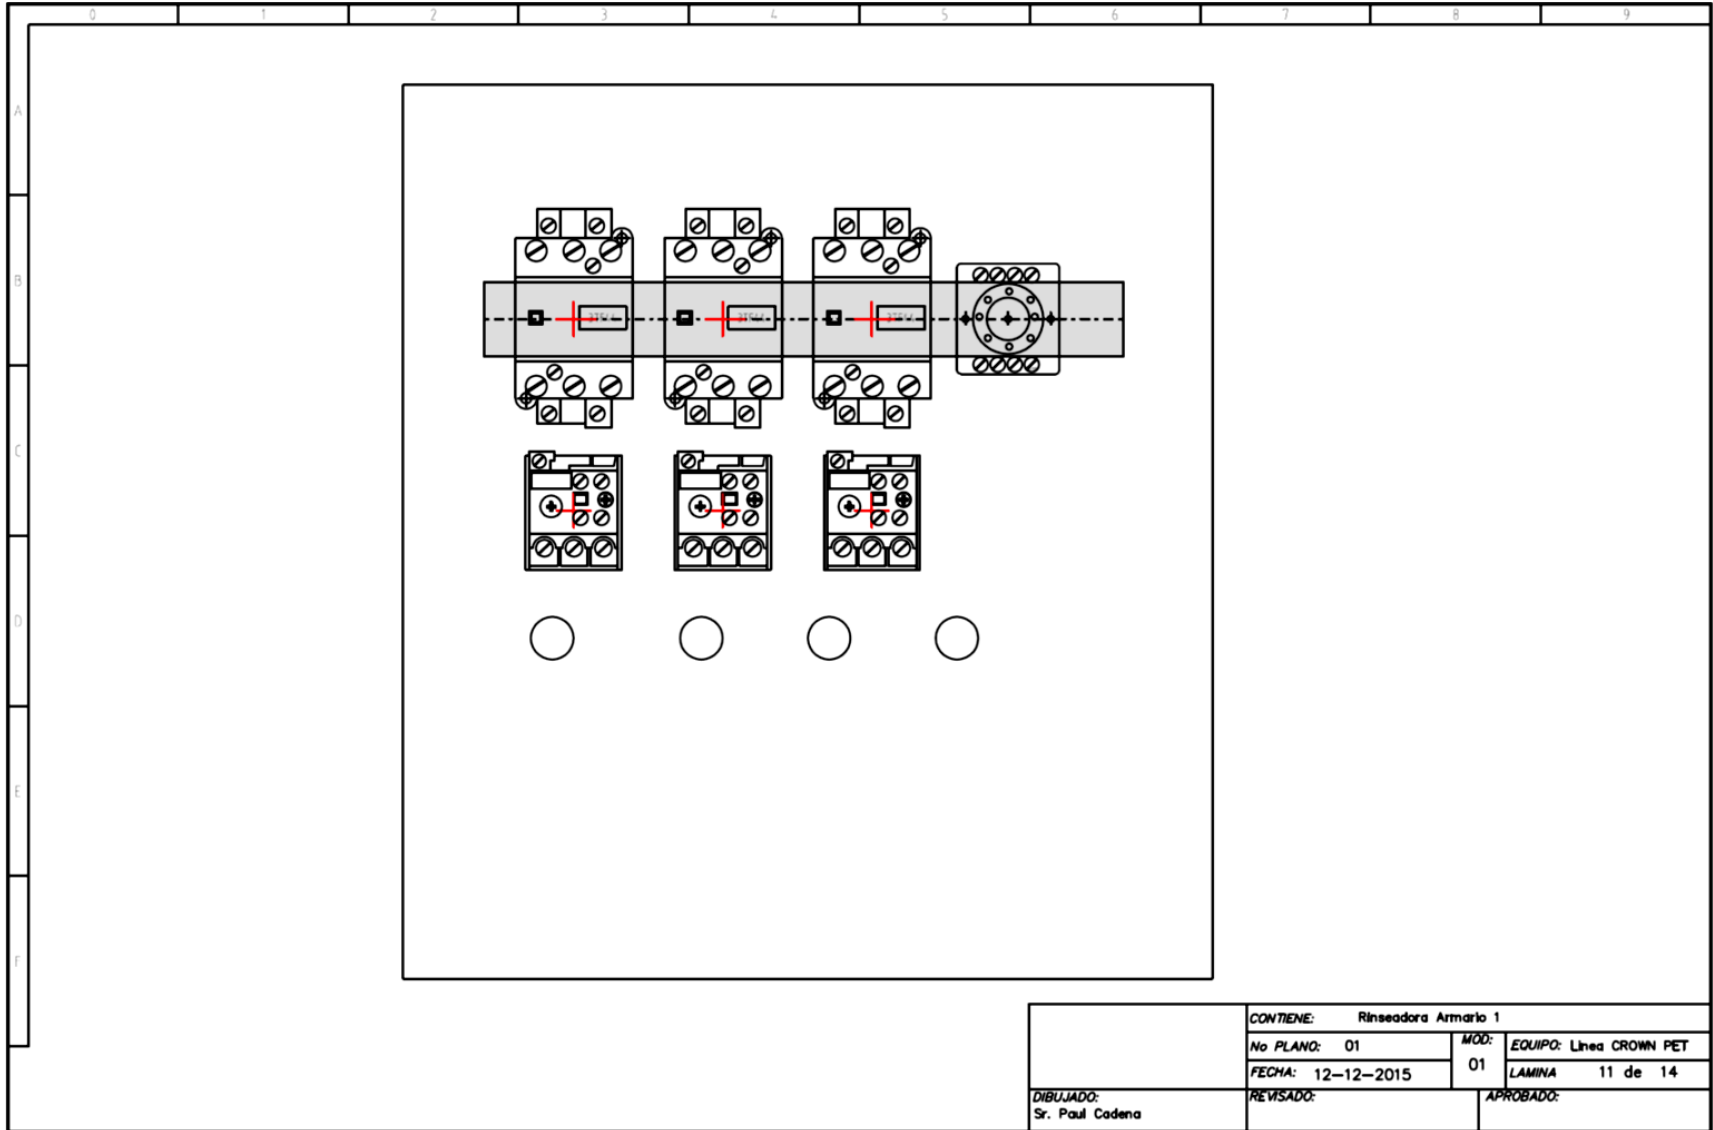 0 1 2 3 4 5 6 7 8 9
A
B
C
D
E
F
CONTIENE: Rinseadora Armario 1
No PLANO: 01
MOD: 01
EQUIPO: Linea CROWN PET
FECHA: 12-12-2015
LAMINA 11 de 14
DIBUJADO:
Sr. Paul Cadena
REVISADO:
APROBADO: